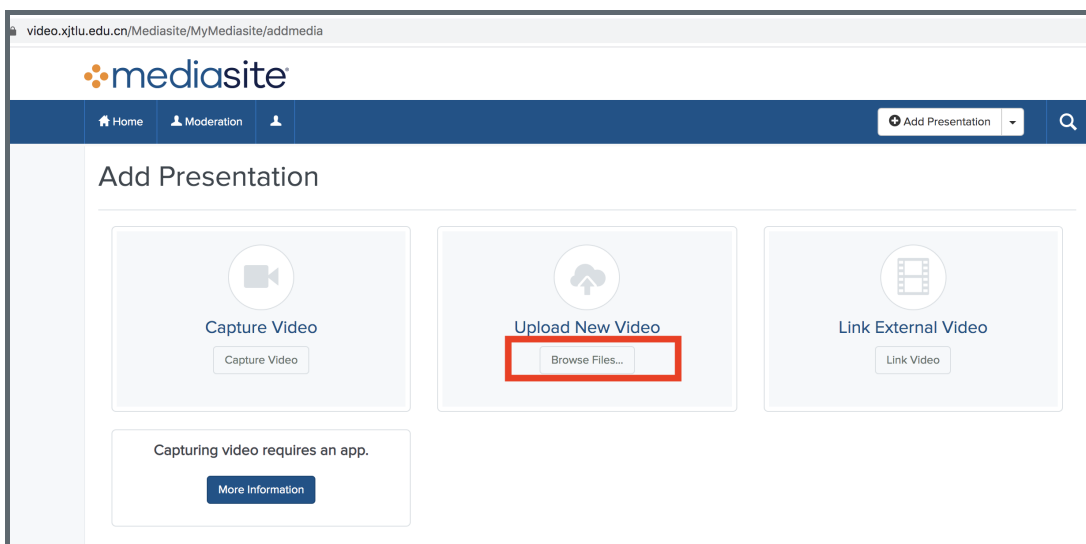 video.xjtlu.edu.cn/Mediasite/MyMediasite/addmedia
mediasite
Home Moderation Add Presentation
Add Presentation
Capture Video Upload New Video Link External Video
Capture Video Browse Files... Link Video
Capturing video requires an app.
More Information